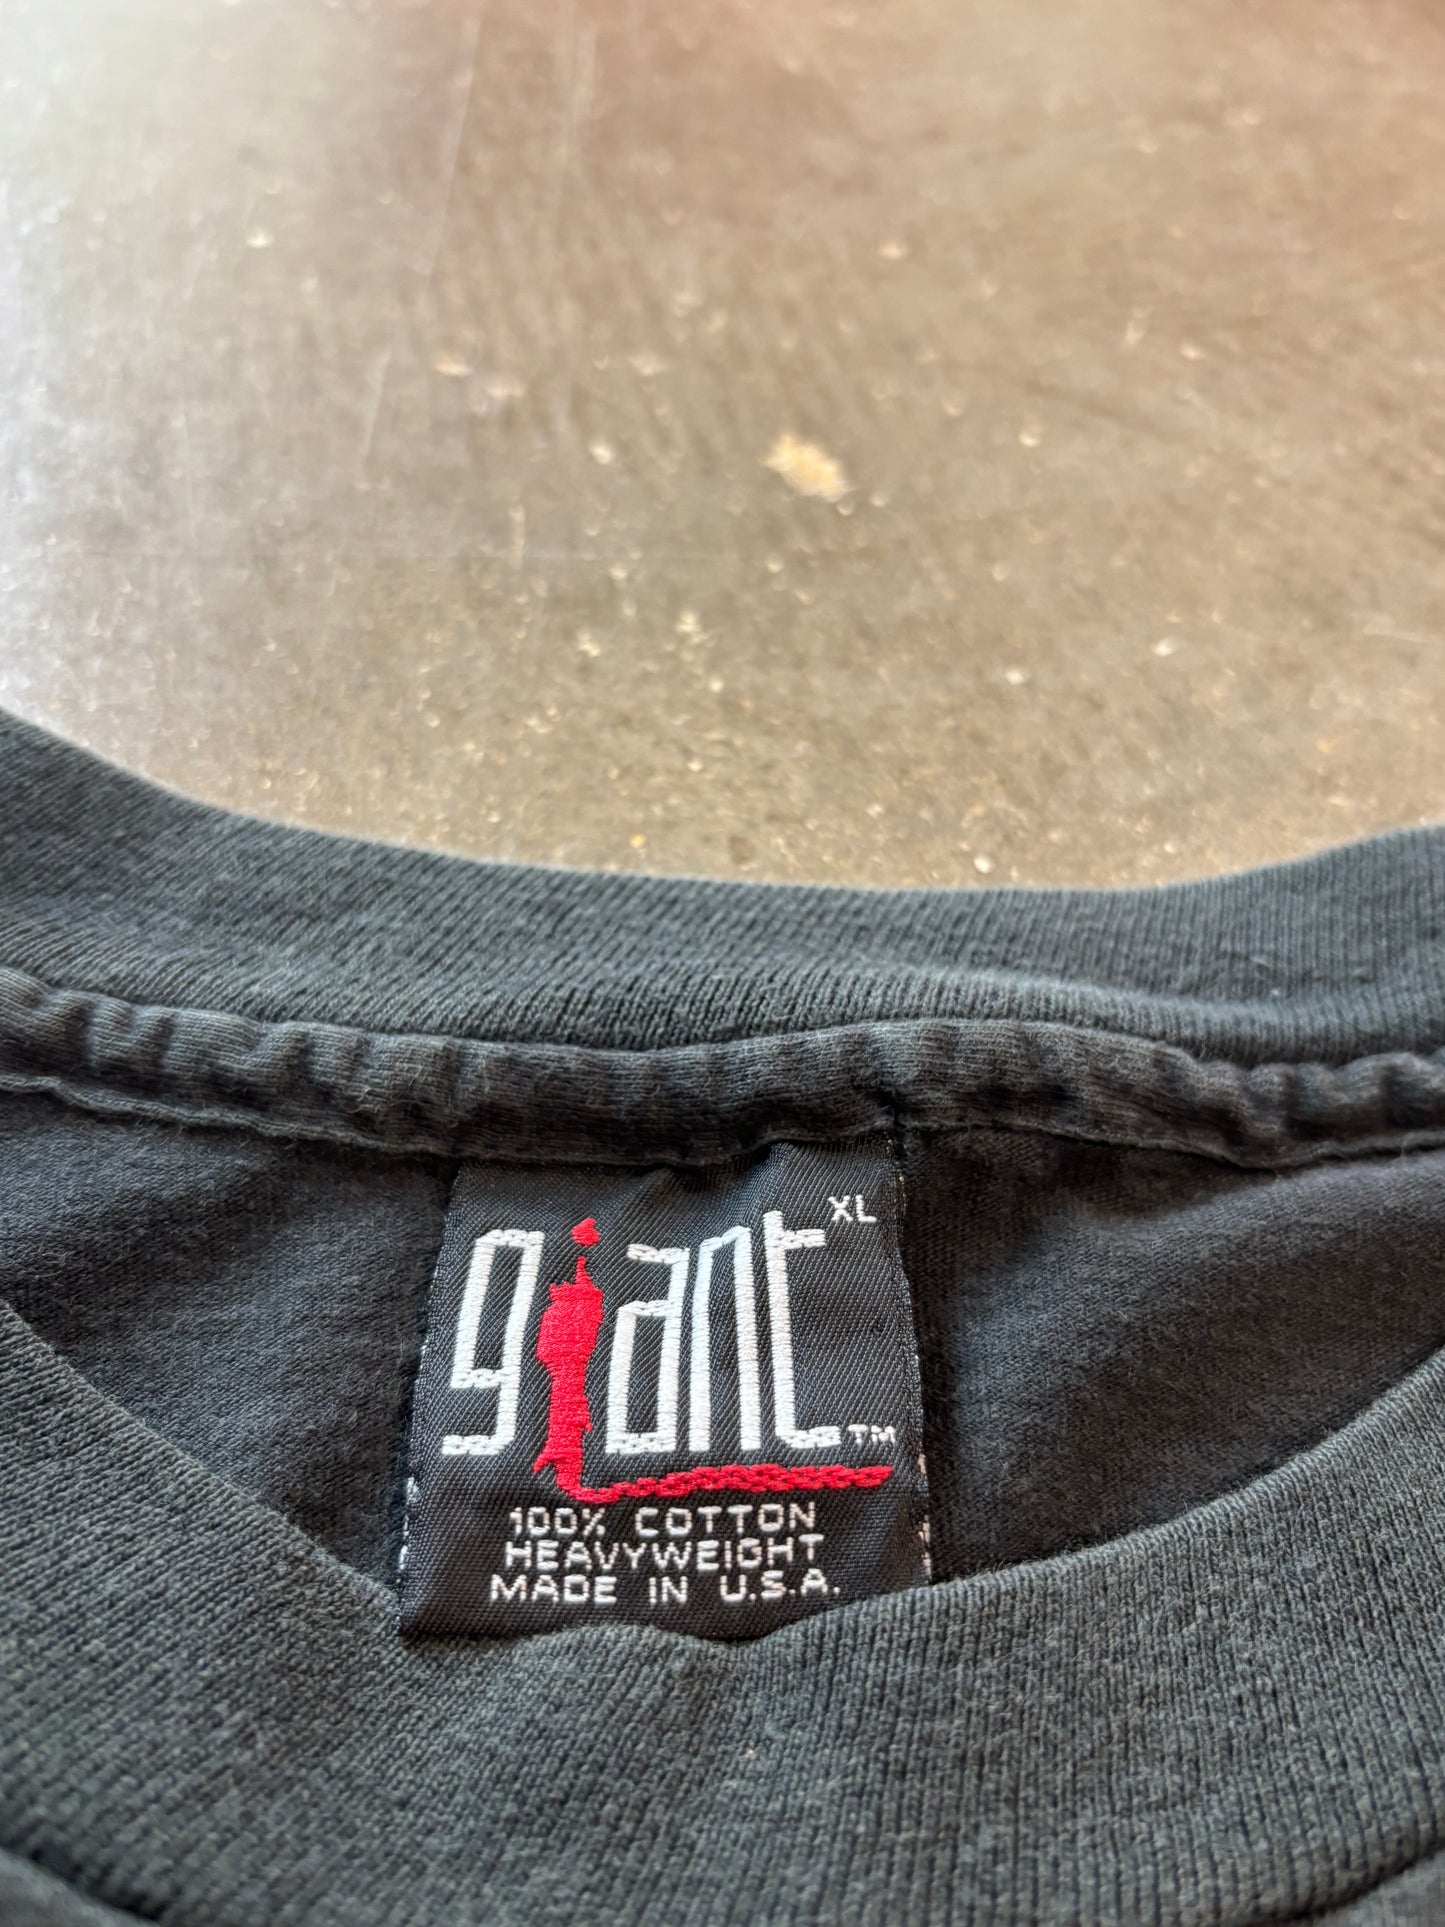 giant XL
TM
100% COTTON
HEAVYWEIGHT
MADE IN U.S.A.